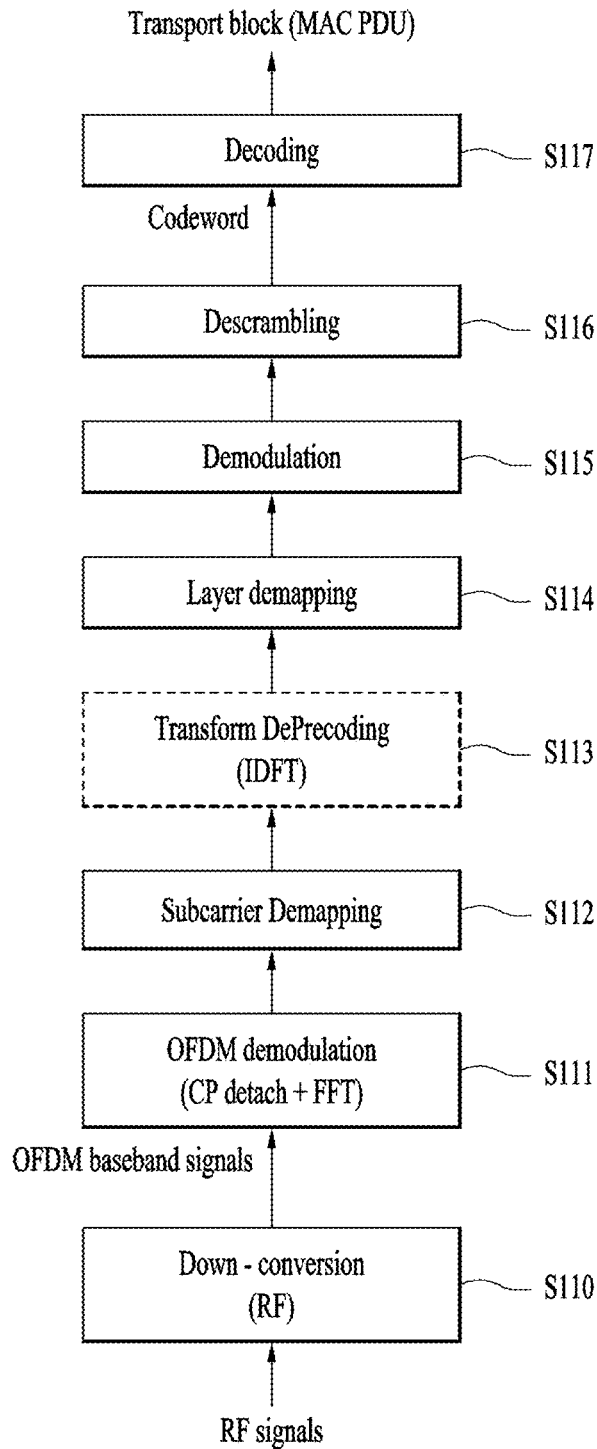 Transport block (MAC PDU)
Decoding
S117
Codeword
Descrambling
S116
Demodulation
S115
Layer demapping
S114
Transform DePrecoding
(IDFT)
S113
Subcarrier Demapping
S112
OFDM demodulation
(CP detach + FFT)
S111
OFDM baseband signals
Down - conversion
(RF)
S110
RF signals